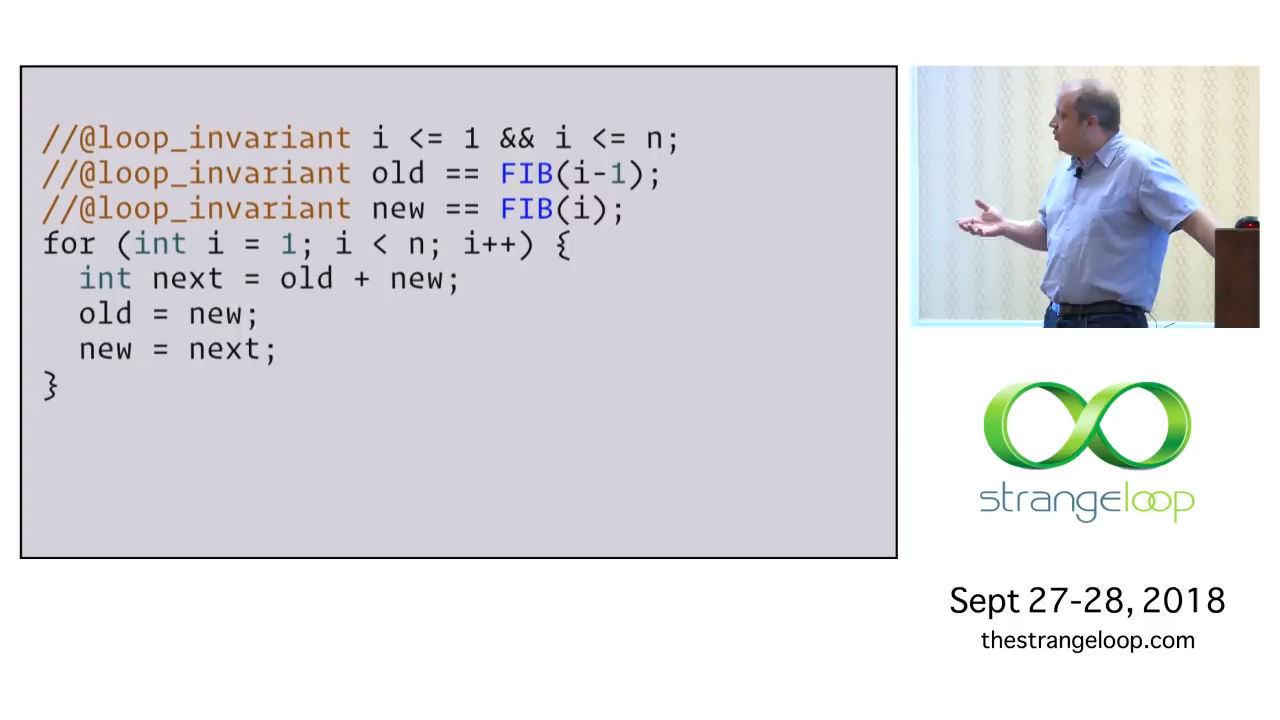 //@loop_invariant i <= 1 && i <= n;
//@loop_invariant old == FIB(i-1);
//@loop_invariant new == FIB(i);
for (int i = 1; i < n; i++) {
  int next = old + new;
  old = new;
  new = next;
}
strangeloop
Sept 27-28, 2018
thestrangeloop.com